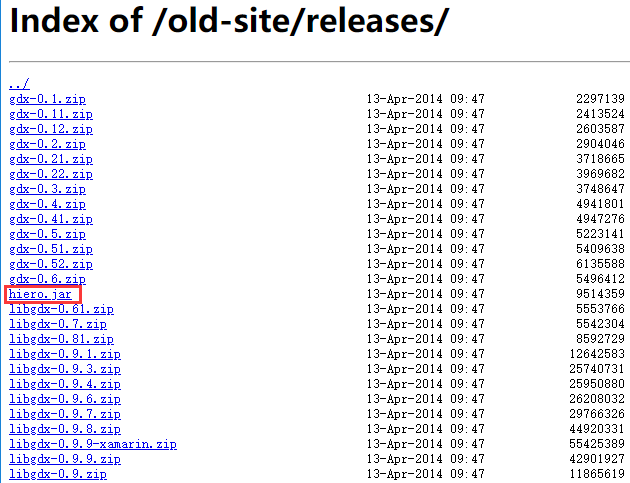 Index of /old-site/releases/
../
gdx-0.1.zip 13-Apr-2014 09:47 2297139
gdx-0.11.zip 13-Apr-2014 09:47 2413524
gdx-0.12.zip 13-Apr-2014 09:47 2603587
gdx-0.2.zip 13-Apr-2014 09:47 2904046
gdx-0.21.zip 13-Apr-2014 09:47 3718665
gdx-0.22.zip 13-Apr-2014 09:47 3969682
gdx-0.3.zip 13-Apr-2014 09:47 3748647
gdx-0.4.zip 13-Apr-2014 09:47 4941801
gdx-0.41.zip 13-Apr-2014 09:47 4947276
gdx-0.5.zip 13-Apr-2014 09:47 5223141
gdx-0.51.zip 13-Apr-2014 09:47 5409638
gdx-0.52.zip 13-Apr-2014 09:47 6135588
gdx-0.6.zip 13-Apr-2014 09:47 5496412
hiero.jar 13-Apr-2014 09:47 9514359
libgdx-0.61.zip 13-Apr-2014 09:47 5553766
libgdx-0.7.zip 13-Apr-2014 09:47 5542304
libgdx-0.81.zip 13-Apr-2014 09:47 8592729
libgdx-0.9.1.zip 13-Apr-2014 09:47 12642583
libgdx-0.9.3.zip 13-Apr-2014 09:47 25740731
libgdx-0.9.4.zip 13-Apr-2014 09:47 25950880
libgdx-0.9.6.zip 13-Apr-2014 09:47 26208032
libgdx-0.9.7.zip 13-Apr-2014 09:47 29766326
libgdx-0.9.8.zip 13-Apr-2014 09:47 44920331
libgdx-0.9.9-xamarin.zip 13-Apr-2014 09:47 55425389
libgdx-0.9.9.zip 13-Apr-2014 09:47 42901927
libgdx-0.9.zip 13-Apr-2014 09:47 11865619